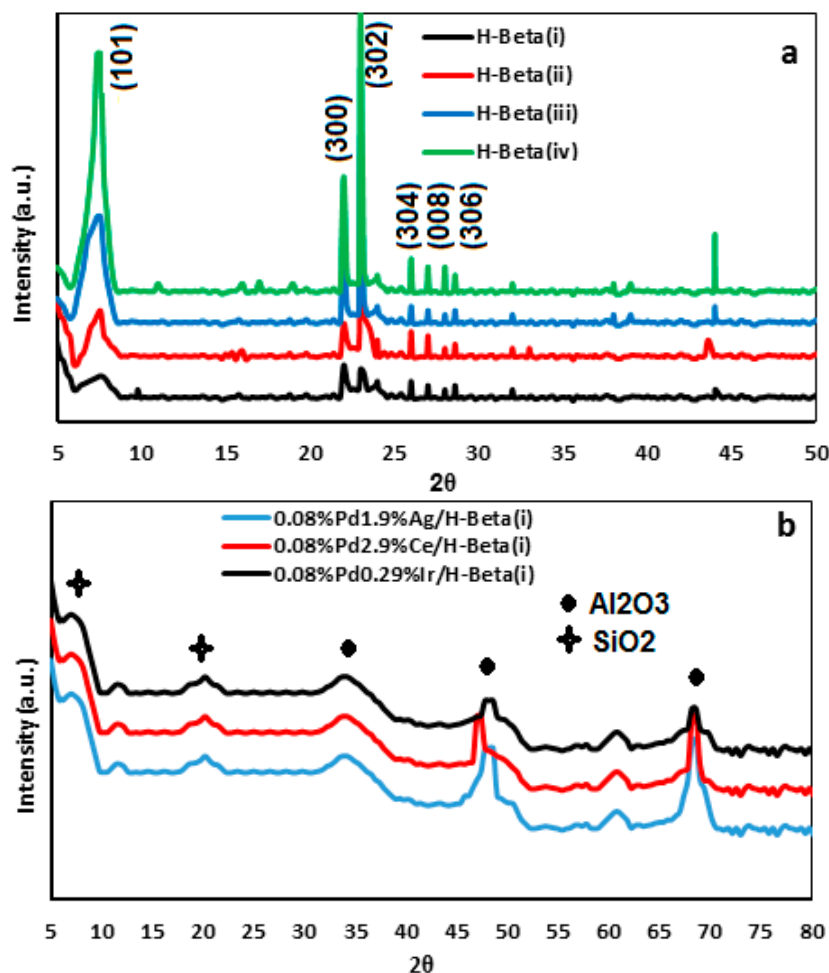 a
H-Beta(i)
H-Beta(ii)
H-Beta(iii)
H-Beta(iv)
(101)
(300)
(302)
(304)
(008)
(306)
Intensity (a.u.)
5 10 15 20 25 30 35 40 45 50
2θ
b
0.08%Pd1.9%Ag/H-Beta(i)
0.08%Pd2.9%Ce/H-Beta(i)
0.08%Pd0.29%Ir/H-Beta(i)
Al2O3
SiO2
Intensity (a.u.)
5 10 15 20 25 30 35 40 45 50 55 60 65 70 75 80
2θ